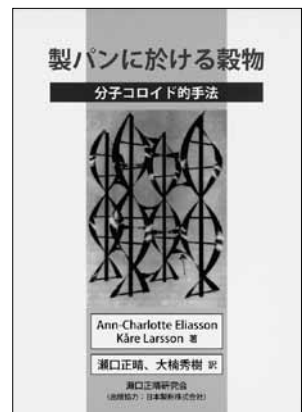 製パンに於ける穀物
分子コロイド的手法
Ann-Charlotte Eliasson
Kåre Larsson 著
瀬口正晴、大楠秀樹 訳
瀬口正晴研究会
(出版協力:日本製粉株式会社)